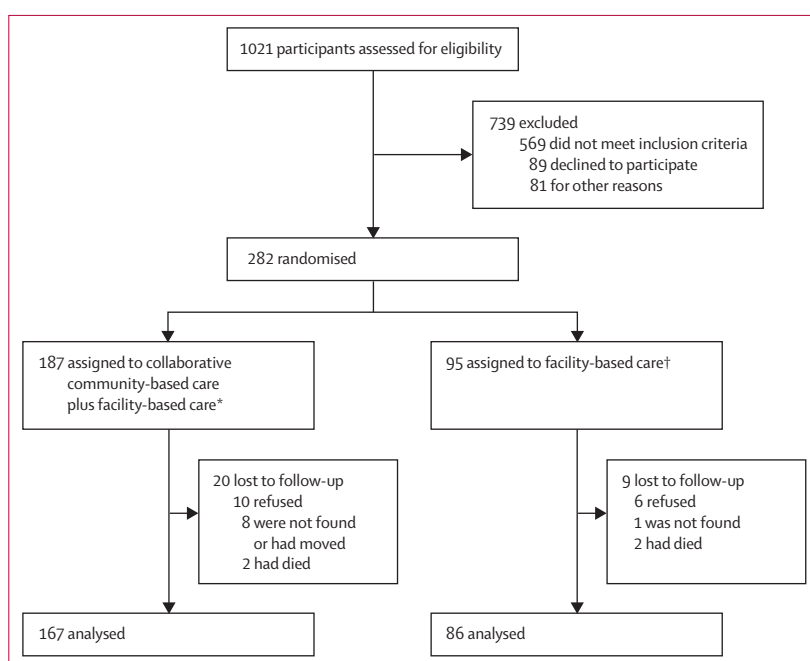 1021 participants assessed for eligibility
739 excluded
569 did not meet inclusion criteria
89 declined to participate
81 for other reasons
282 randomised
187 assigned to collaborative
community-based care
plus facility-based care*
95 assigned to facility-based care†
20 lost to follow-up
10 refused
8 were not found
or had moved
2 had died
9 lost to follow-up
6 refused
1 was not found
2 had died
167 analysed
86 analysed